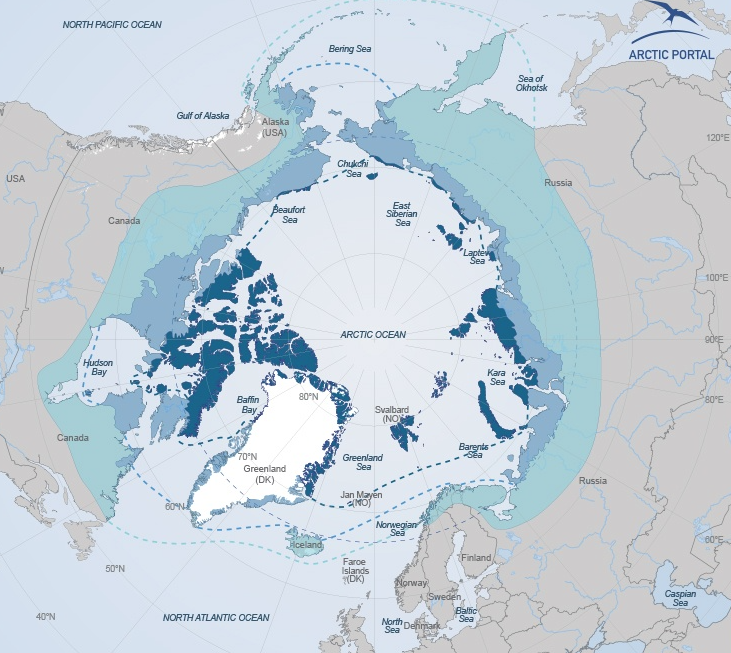 NORTH PACIFIC OCEAN
Bering Sea
ARCTIC PORTAL
Sea of
Okhotsk
Gulf of Alaska
Alaska
(USA)
120°E
USA
Chukchi
Sea
Russia
Canada
Beaufort
Sea
East
Siberian
Sea
Laptev
Sea
100°E
ARCTIC OCEAN
90°E
Hudson
Bay
Kara
Sea
80°N
Baffin
Bay
80°E
Svalbard
(NO)
Canada
70°N
Greenland
(DK)
Greenland
Sea
Barents
Sea
Russia
Jan Mayen
(NO)
60°N
Norwegian
Sea
60°E
Iceland
Faroe
Islands
(DK)
Finland
50°N
Norway
Sweden
Caspian
Sea
40°N
NORTH ATLANTIC OCEAN
North
Sea
Denmark
Baltic
Sea